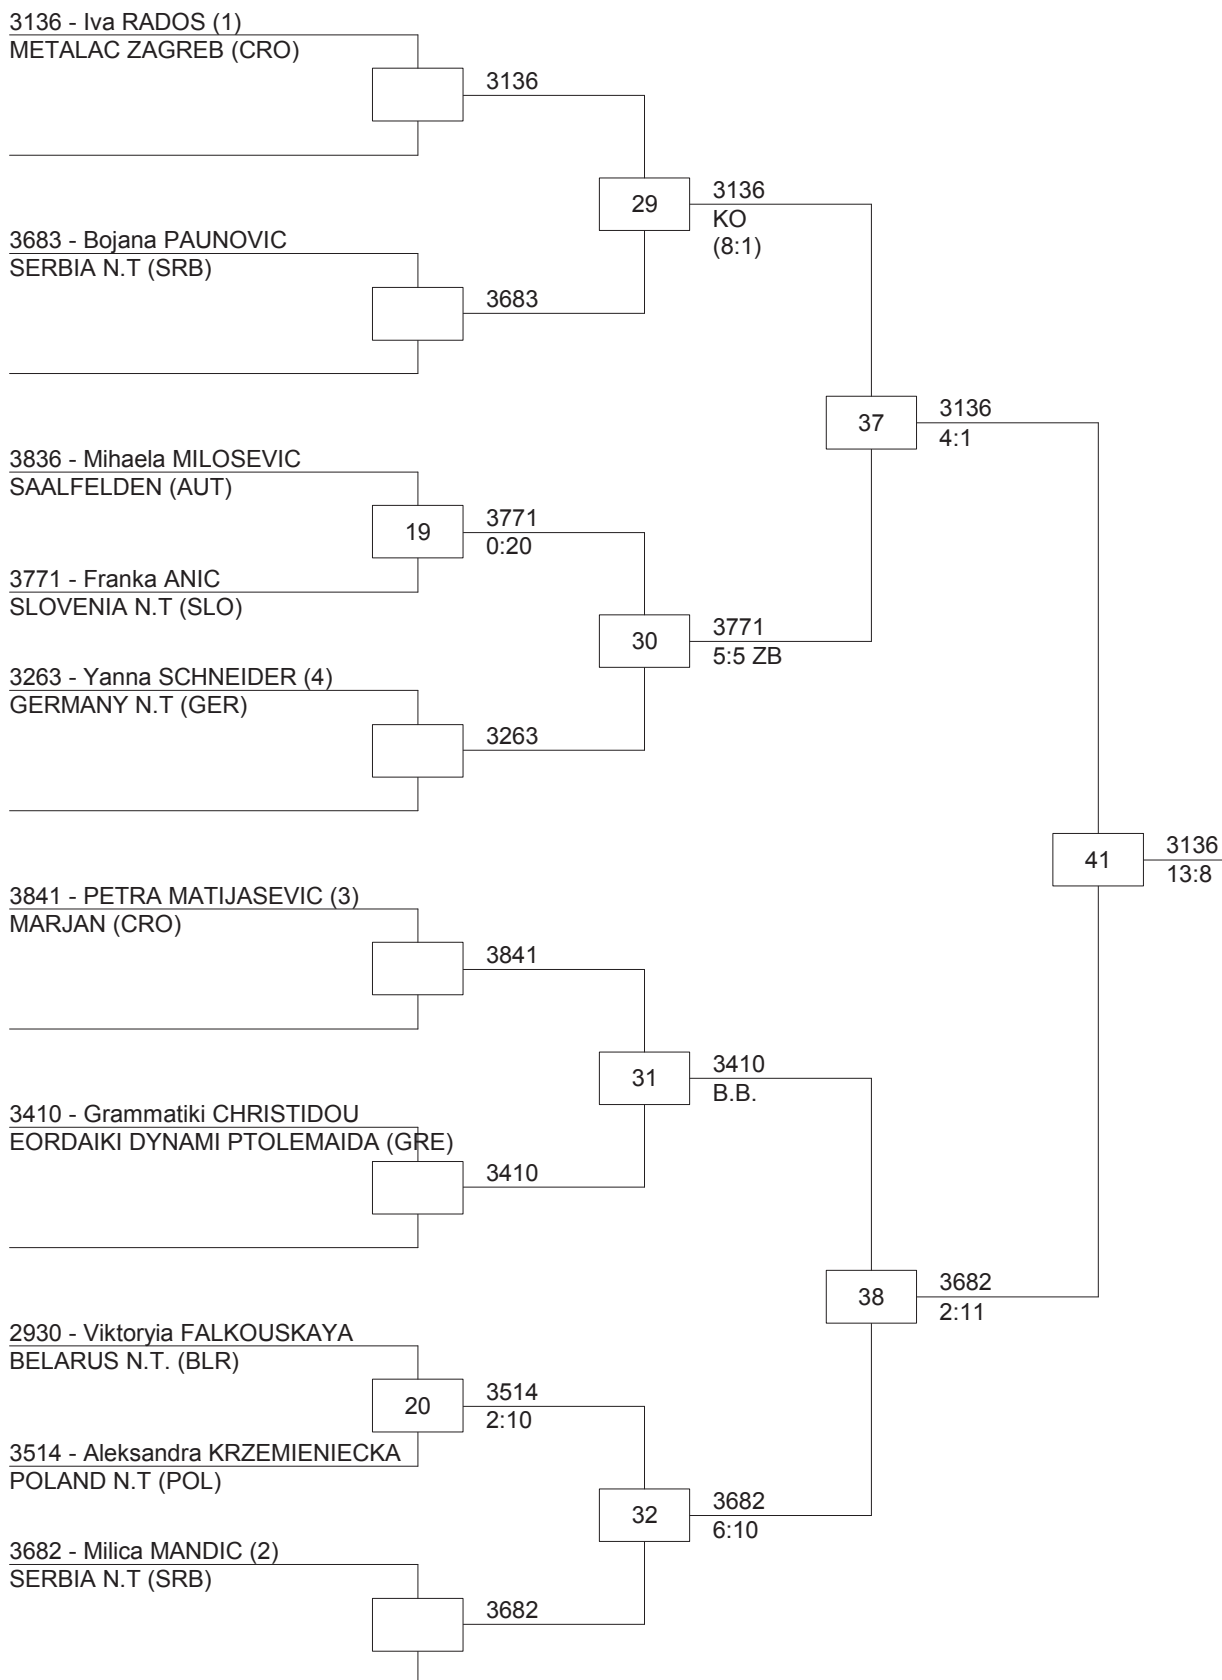 3136 - Iva RADOS (1)
METALAC ZAGREB (CRO)
3136
29
3136
KO
(8:1)
3683 - Bojana PAUNOVIC
SERBIA N.T (SRB)
3683
37
3136
4:1
3836 - Mihaela MILOSEVIC
SAALFELDEN (AUT)
19
3771
0:20
3771 - Franka ANIC
SLOVENIA N.T (SLO)
30
3771
5:5 ZB
3263 - Yanna SCHNEIDER (4)
GERMANY N.T (GER)
3263
41
3136
13:8
3841 - PETRA MATIJASEVIC (3)
MARJAN (CRO)
3841
31
3410
B.B.
3410 - Grammatiki CHRISTIDOU
EORDAIKI DYNAMI PTOLEMAIDA (GRE)
3410
38
3682
2:11
2930 - Viktoryia FALKOUSKAYA
BELARUS N.T. (BLR)
20
3514
2:10
3514 - Aleksandra KRZEMIENIECKA
POLAND N.T (POL)
32
3682
6:10
3682 - Milica MANDIC (2)
SERBIA N.T (SRB)
3682